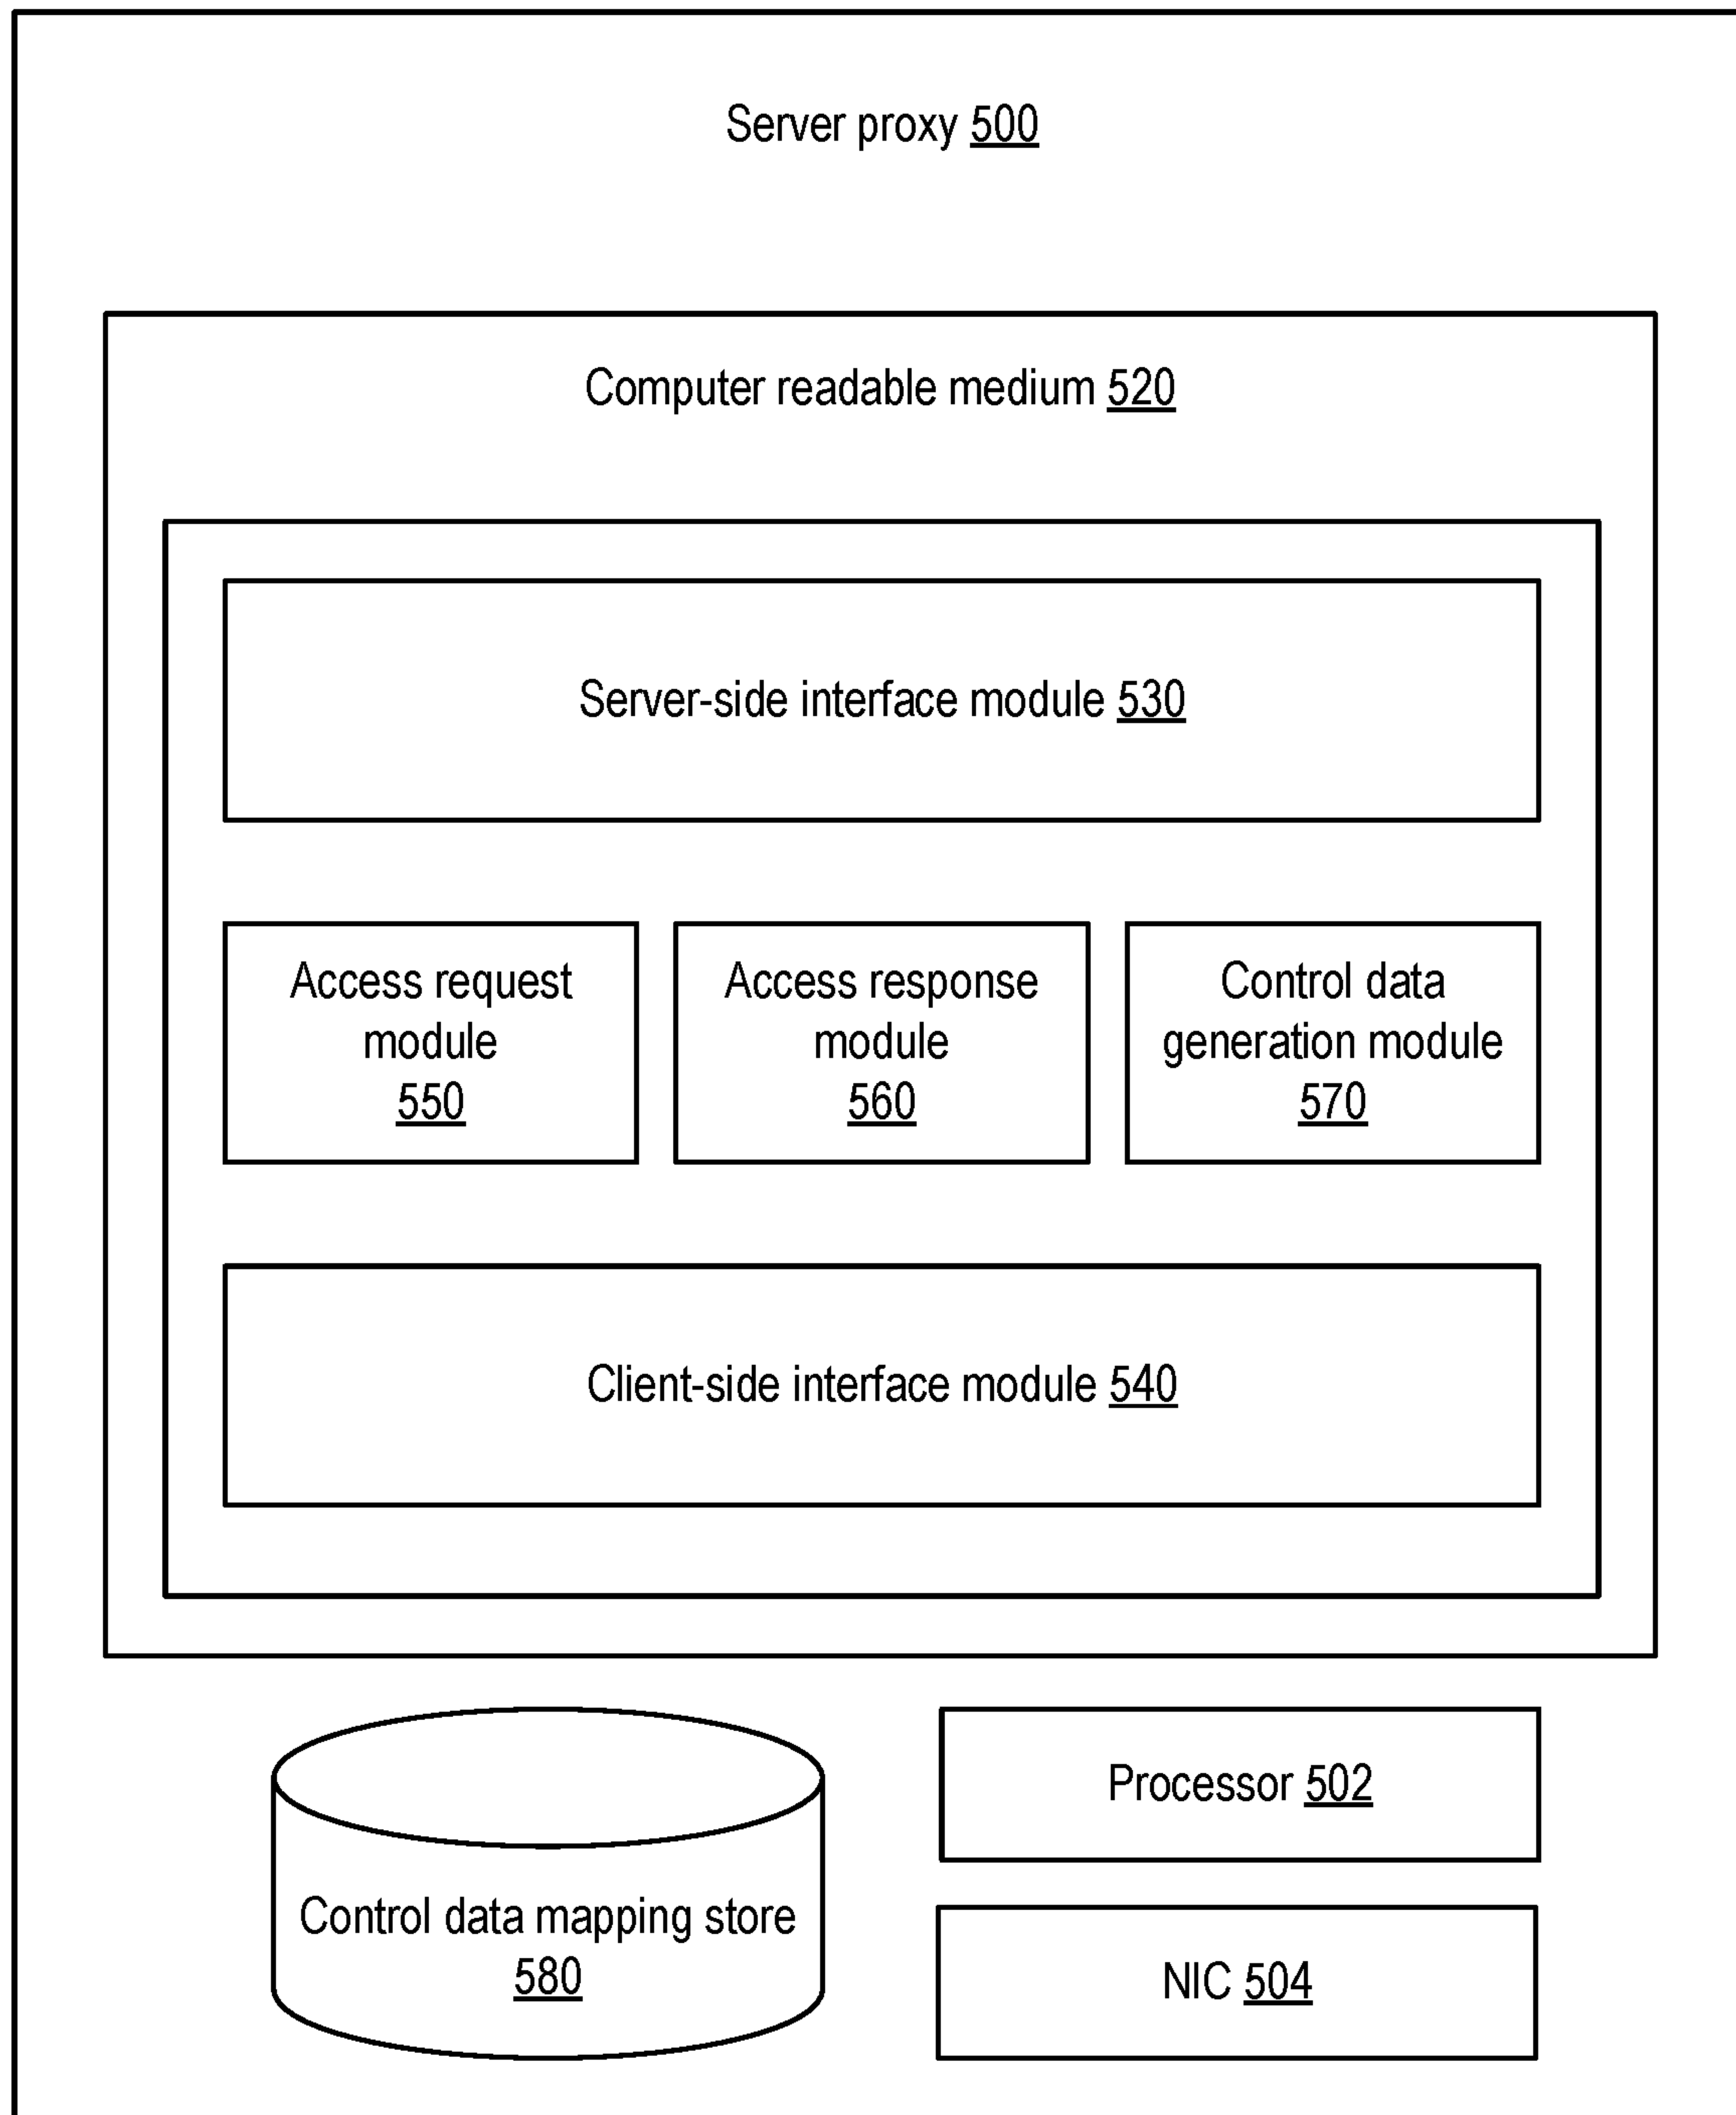 Server proxy 500
Computer readable medium 520
Server-side interface module 530
Access request
module
550
Access response
module
560
Control data
generation module
570
Client-side interface module 540
Control data mapping store
580
Processor 502
NIC 504